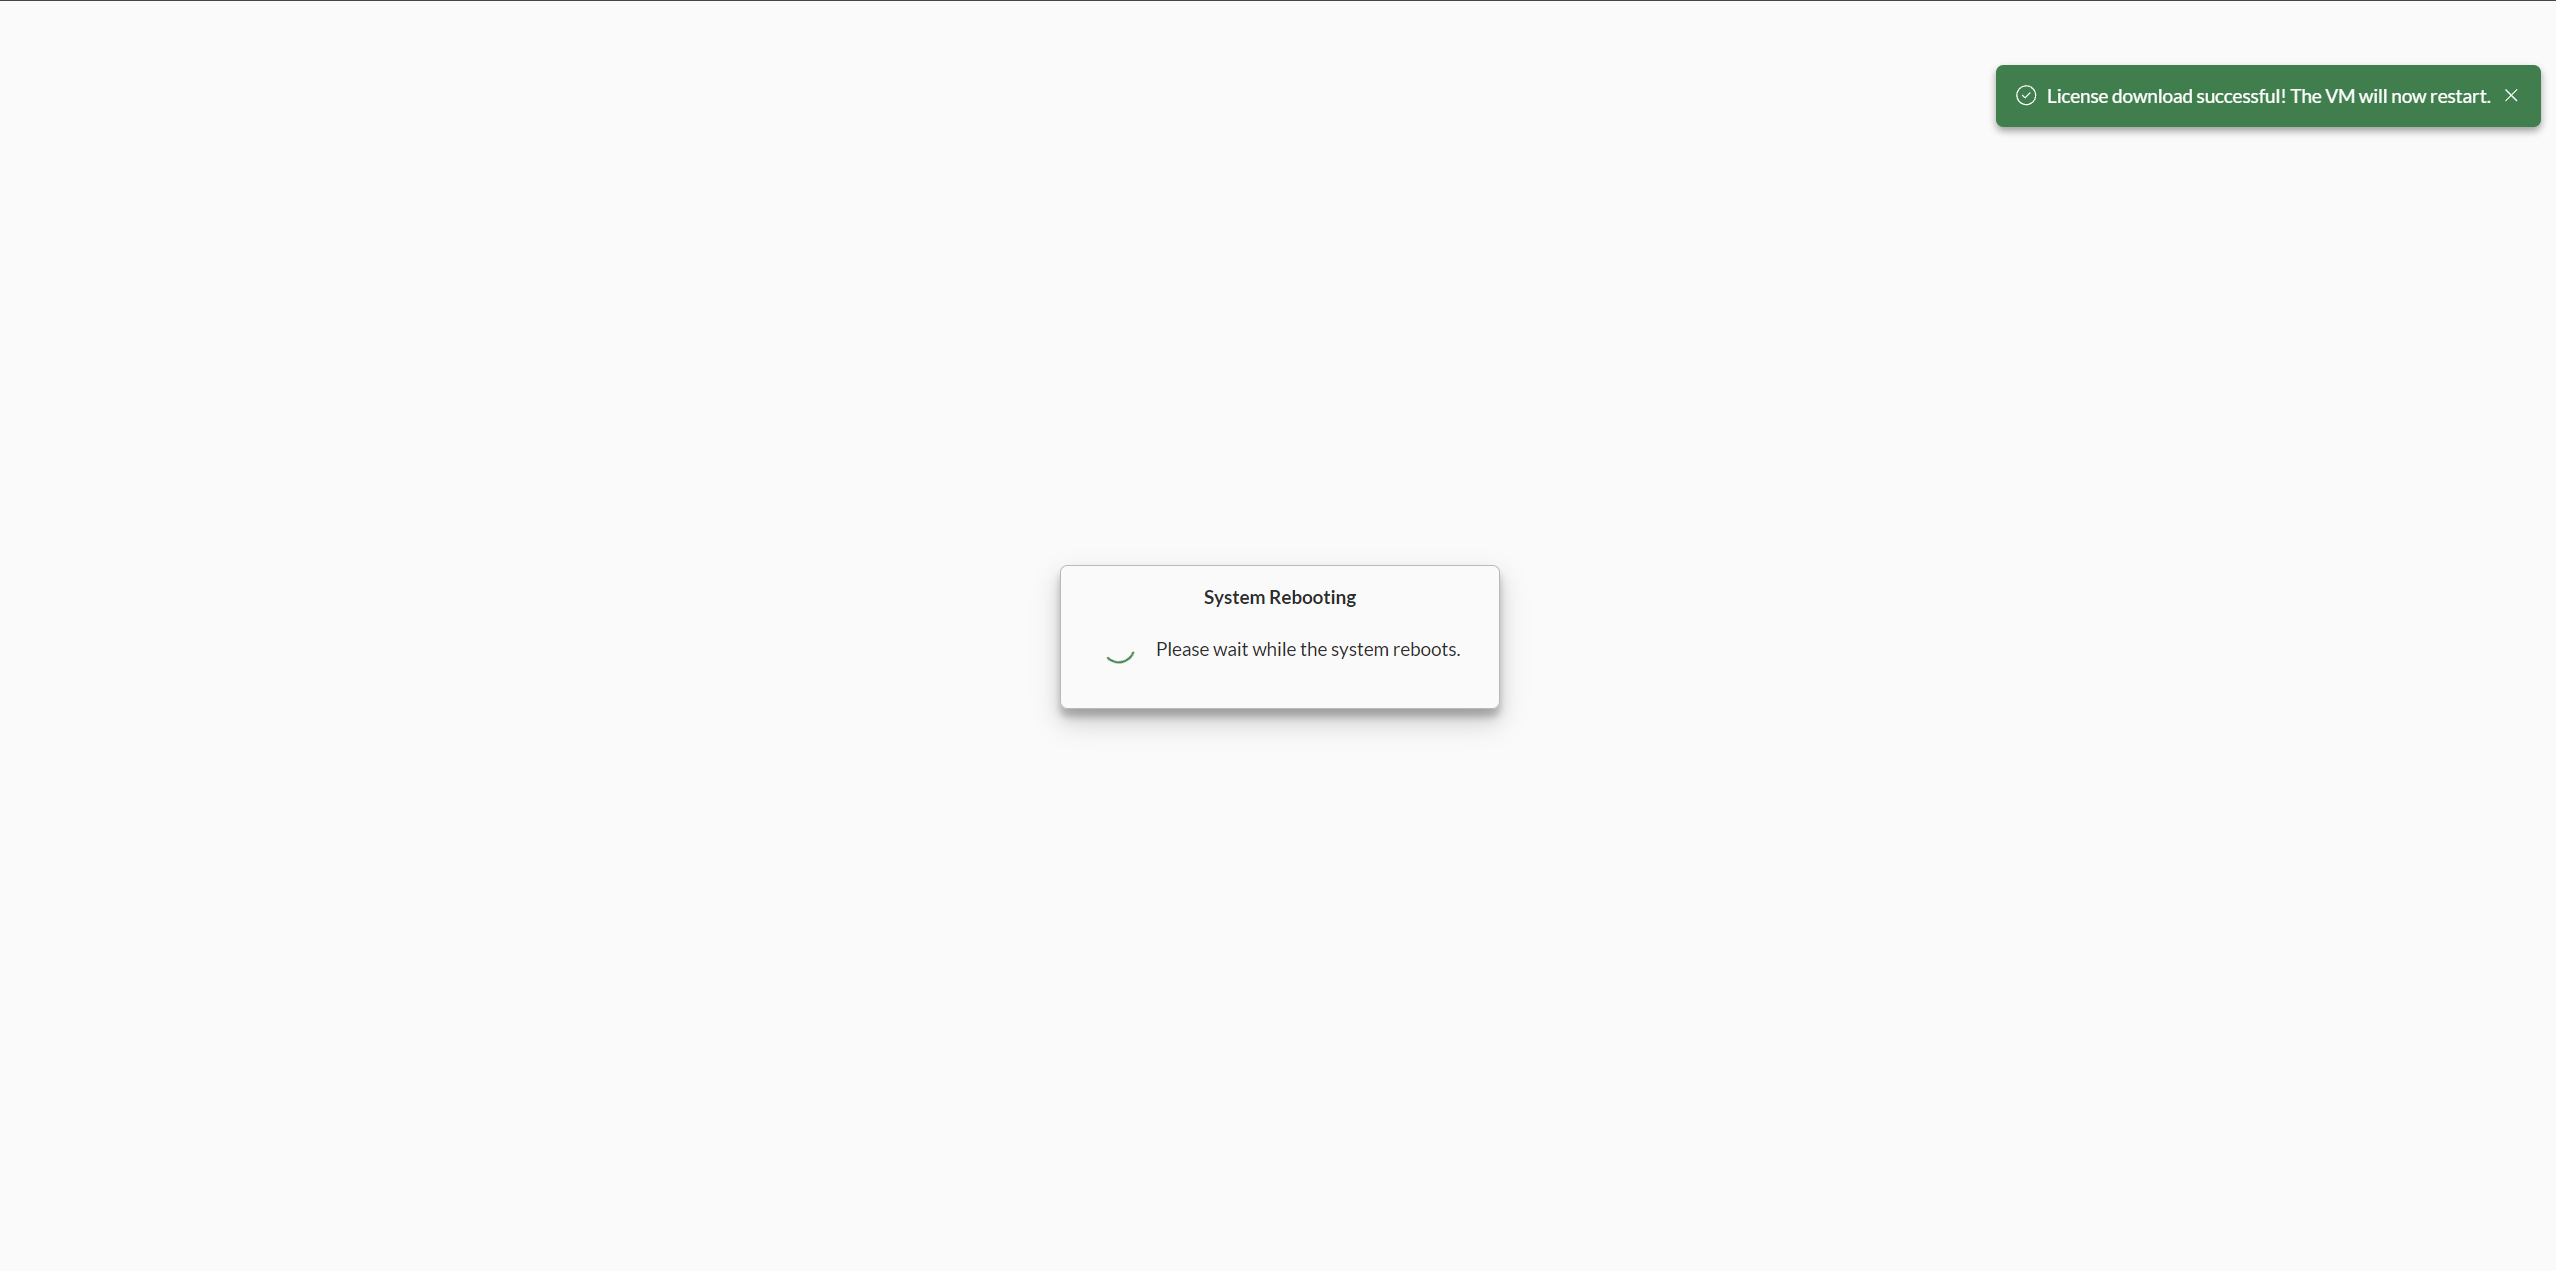 License download successful! The VM will now restart.
System Rebooting
Please wait while the system reboots.